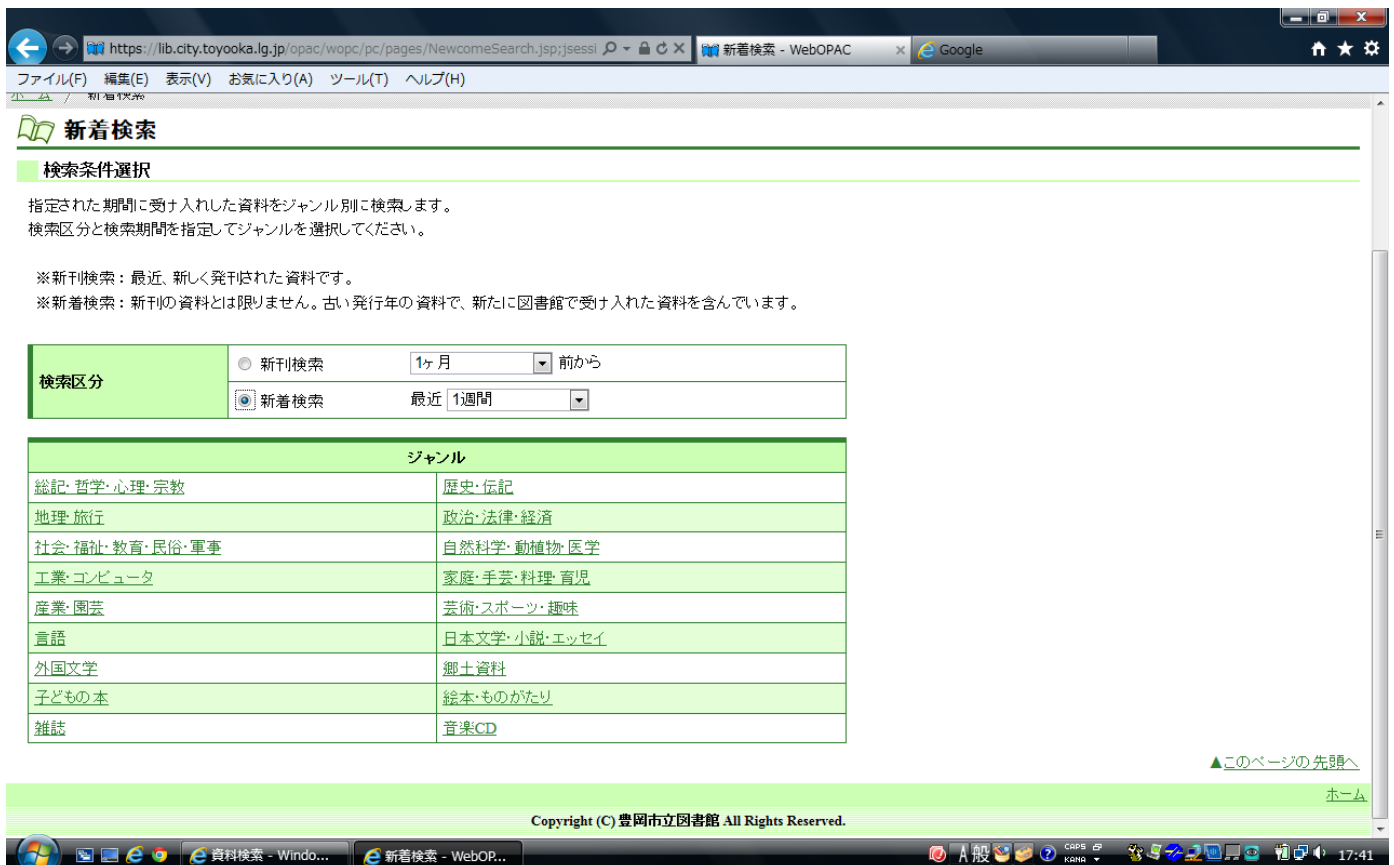 https://lib.city.toyooka.lg.jp/opac/wopc/pc/pages/NewcomeSearch.jsp;jsessi
新着検索 - WebOPAC
Google
ファイル(F) 編集(E) 表示(V) お気に入り(A) ツール(T) ヘルプ(H)
ホーム / 新着検索
新着検索
検索条件選択
指定された期間に受け入れした資料をジャンル別に検索します。
検索区分と検索期間を指定してジャンルを選択してください。
※新刊検索：最近、新しく発刊された資料です。
※新着検索：新刊の資料とは限りません。古い発行年の資料で、新たに図書館で受け入れた資料を含んでいます。
検索区分
新刊検索 1ヶ月 前から
新着検索 最近 1週間
ジャンル
総記・哲学・心理・宗教 歴史・伝記
地理・旅行 政治・法律・経済
社会・福祉・教育・民俗・軍事 自然科学・動植物・医学
工業・コンピュータ 家庭・手芸・料理・育児
産業・園芸 芸術・スポーツ・趣味
言語 日本文学・小説・エッセイ
外国文学 郷土資料
子どもの本 絵本・ものがたり
雑誌 音楽CD
▲このページの先頭へ
ホーム
Copyright (C) 豊岡市立図書館 All Rights Reserved.
資料検索 - Windo...
新着検索 - WebOP...
A 般
CAPS
KANA
17:41